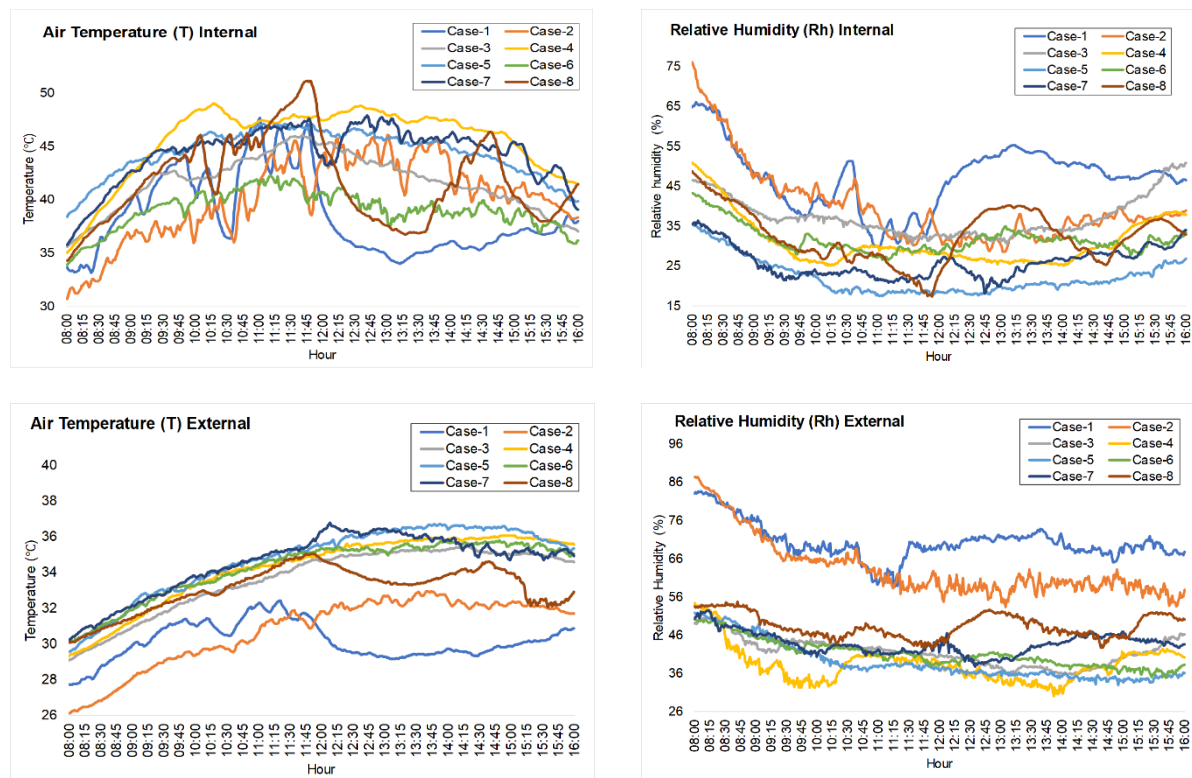 Air Temperature (T) Internal
Case-1 Case-2
Case-3 Case-4
Case-5 Case-6
Case-7 Case-8
Temperature (°C)
50
45
40
35
30
08:00 08:15 08:30 08:45 09:00 09:15 09:30 09:45 10:00 10:15 10:30 10:45 11:00 11:15 11:30 11:45 12:00 12:15 12:30 12:45 13:00 13:15 13:30 13:45 14:00 14:15 14:30 14:45 15:00 15:15 15:30 15:45 16:00
Hour
Relative Humidity (Rh) Internal
Case-1 Case-2
Case-3 Case-4
Case-5 Case-6
Case-7 Case-8
Relative humidity (%)
75
65
55
45
35
25
15
08:00 08:15 08:30 08:45 09:00 09:15 09:30 09:45 10:00 10:15 10:30 10:45 11:00 11:15 11:30 11:45 12:00 12:15 12:30 12:45 13:00 13:15 13:30 13:45 14:00 14:15 14:30 14:45 15:00 15:15 15:30 15:45 16:00
Hour
Air Temperature (T) External
Case-1 Case-2
Case-3 Case-4
Case-5 Case-6
Case-7 Case-8
Temperature (°C)
40
38
36
34
32
30
28
26
08:00 08:15 08:30 08:45 09:00 09:15 09:30 09:45 10:00 10:15 10:30 10:45 11:00 11:15 11:30 11:45 12:00 12:15 12:30 12:45 13:00 13:15 13:30 13:45 14:00 14:15 14:30 14:45 15:00 15:15 15:30 15:45 16:00
Hour
Relative Humidity (Rh) External
Case-1 Case-2
Case-3 Case-4
Case-5 Case-6
Case-7 Case-8
Relative Humidity (%)
96
86
76
66
56
46
36
26
08:00 08:15 08:30 08:45 09:00 09:15 09:30 09:45 10:00 10:15 10:30 10:45 11:00 11:15 11:30 11:45 12:00 12:15 12:30 12:45 13:00 13:15 13:30 13:45 14:00 14:15 14:30 14:45 15:00 15:15 15:30 15:45 16:00
Hour